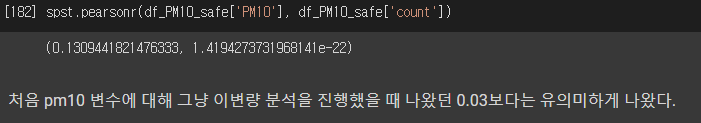 [182] spst.pearsonr(df_PM10_safe['PM10'], df_PM10_safe['count'])
(0.1309441821476333, 1.4194273731968141e-22)
처음 pm10 변수에 대해 그냥 이변량 분석을 진행했을 때 나왔던 0.03보다는 유의미하게 나왔다.